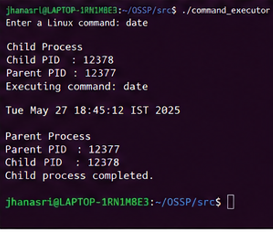 jhanasri@LAPTOP-1RN1M8E3:~/OSSP/src$ ./command_executor
Enter a Linux command: date
Child Process
Child PID : 12378
Parent PID : 12377
Executing command: date
Tue May 27 18:45:12 IST 2025
Parent Process
Parent PID : 12377
Child PID : 12378
Child process completed.
jhanasri@LAPTOP-1RN1M8E3:~/OSSP/src$